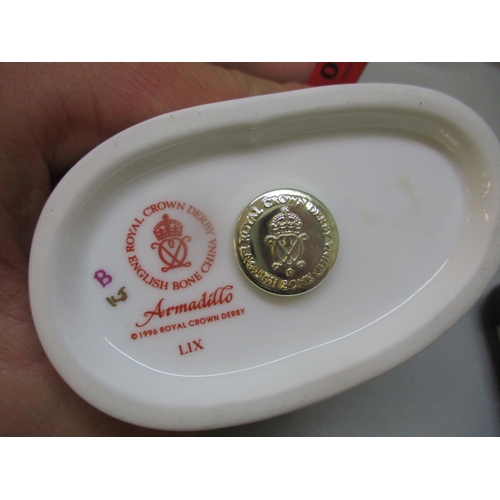 ROYAL CROWN DERBY
ENGLISH BONE CHINA
Armadillo
© 1996 ROYAL CROWN DERBY
LIX
B
ROYAL CROWN DERBY
ENGLISH BONE CHINA